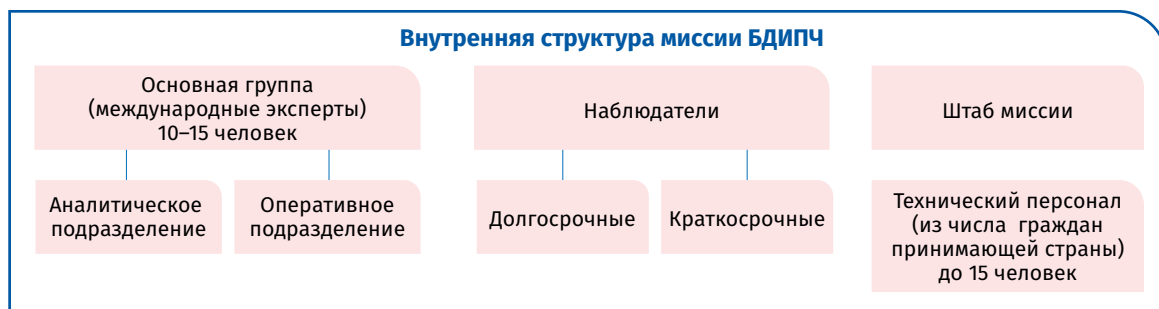 Внутренняя структура миссии БДИПЧ
Основная группа
(международные эксперты)
10–15 человек
Наблюдатели
Штаб миссии
Аналитическое
подразделение
Оперативное
подразделение
Долгосрочные
Краткосрочные
Технический персонал
(из числа граждан
принимающей страны)
до 15 человек